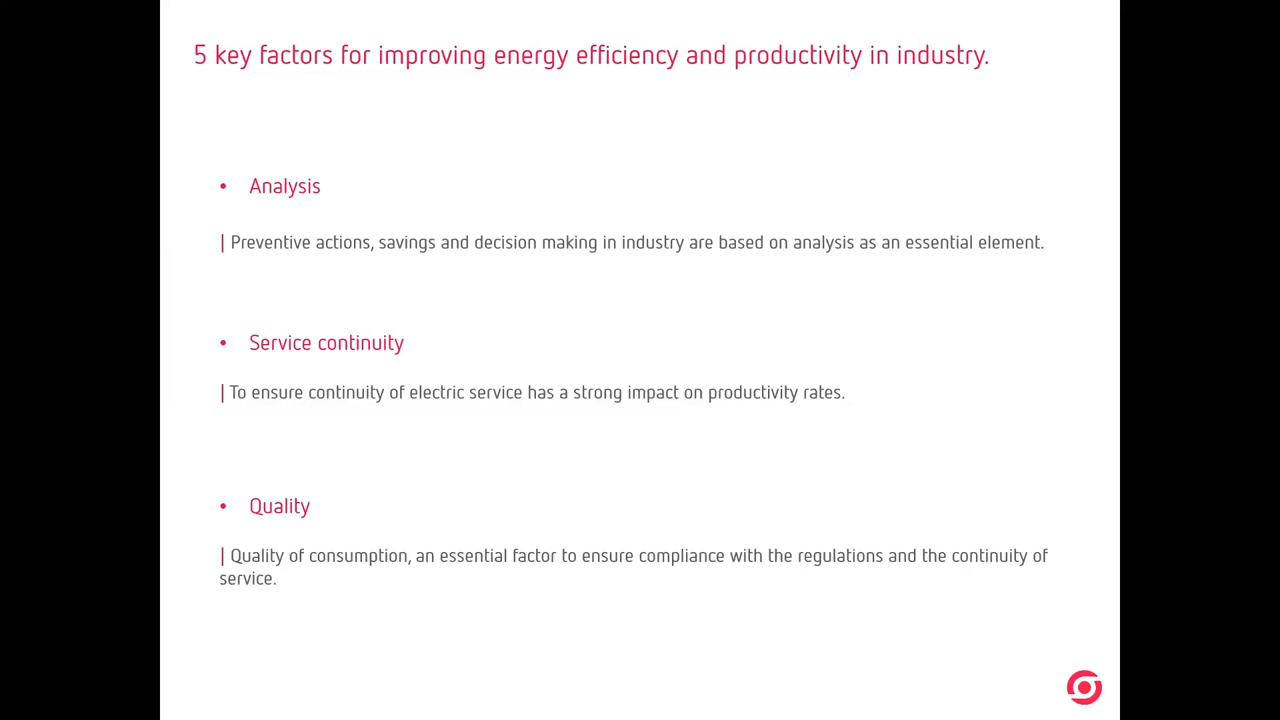 5 key factors for improving energy efficiency and productivity in industry.
• Analysis
| Preventive actions, savings and decision making in industry are based on analysis as an essential element.
• Service continuity
| To ensure continuity of electric service has a strong impact on productivity rates.
• Quality
| Quality of consumption, an essential factor to ensure compliance with the regulations and the continuity of
service.